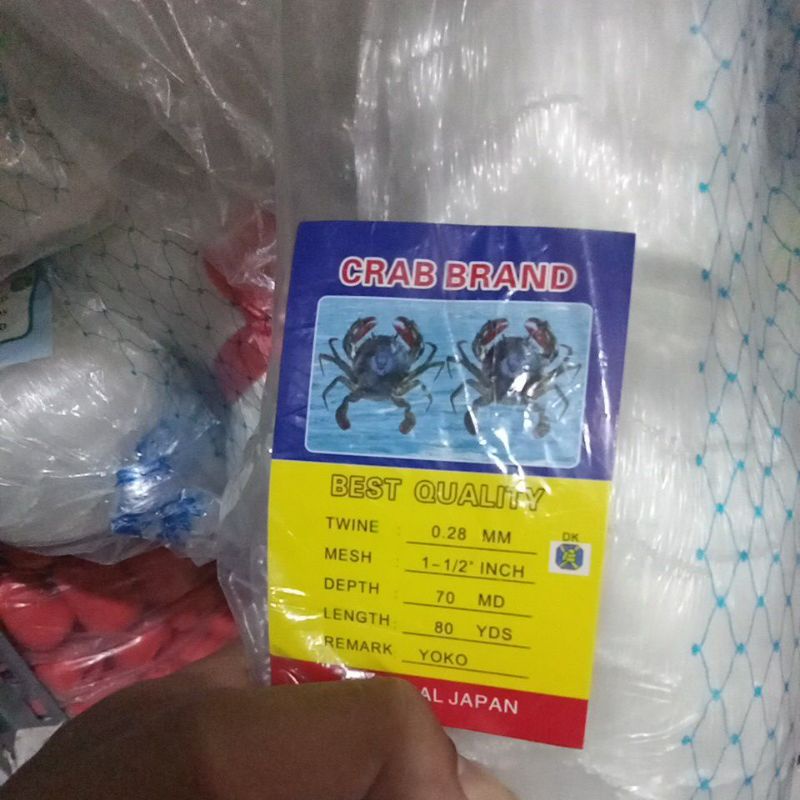 CRAB BRAND
BEST QUALITY
TWINE : 0.28 MM
DK
MESH : 1-1/2" INCH
DEPTH : 70 MD
LENGTH : 80 YDS
REMARK : YOKO
AL JAPAN